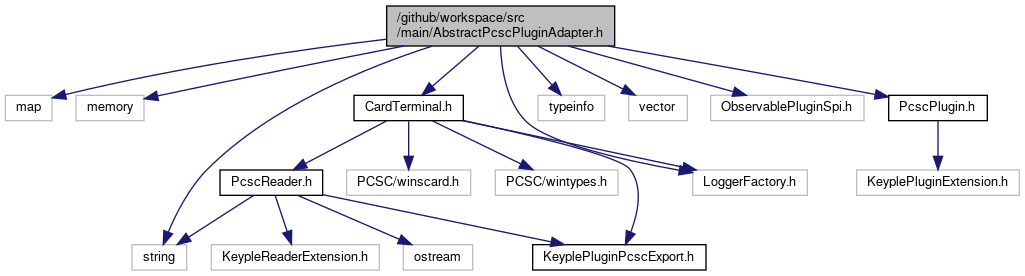 /github/workspace/src
/main/AbstractPcscPluginAdapter.h
map
memory
CardTerminal.h
typeinfo
vector
ObservablePluginSpi.h
PcscPlugin.h
PcscReader.h
PCSC/winscard.h
PCSC/wintypes.h
LoggerFactory.h
KeyplePluginExtension.h
string
KeypleReaderExtension.h
ostream
KeyplePluginPcscExport.h